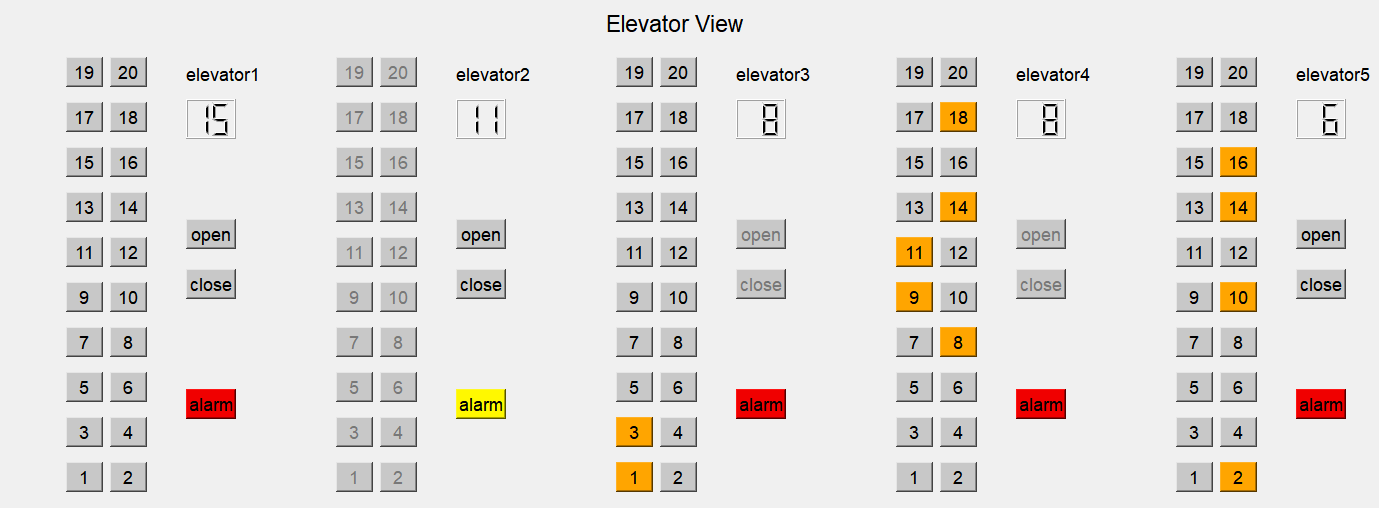 Elevator View
19 20 elevator1 19 20 elevator2 19 20 elevator3 19 20 elevator4 19 20 elevator5
17 18 15 17 18 11 17 18 8 17 18 8 17 18 6
15 16 15 16 15 16 15 16 15 16
13 14 13 14 13 14 13 14 13 14
open open open open open
11 12 11 12 11 12 11 12 11 12
close close close close close
9 10 9 10 9 10 9 10 9 10
7 8 7 8 7 8 7 8 7 8
5 6 5 6 5 6 5 6 5 6
alarm alarm alarm alarm alarm
3 4 3 4 3 4 3 4 3 4
1 2 1 2 1 2 1 2 1 2